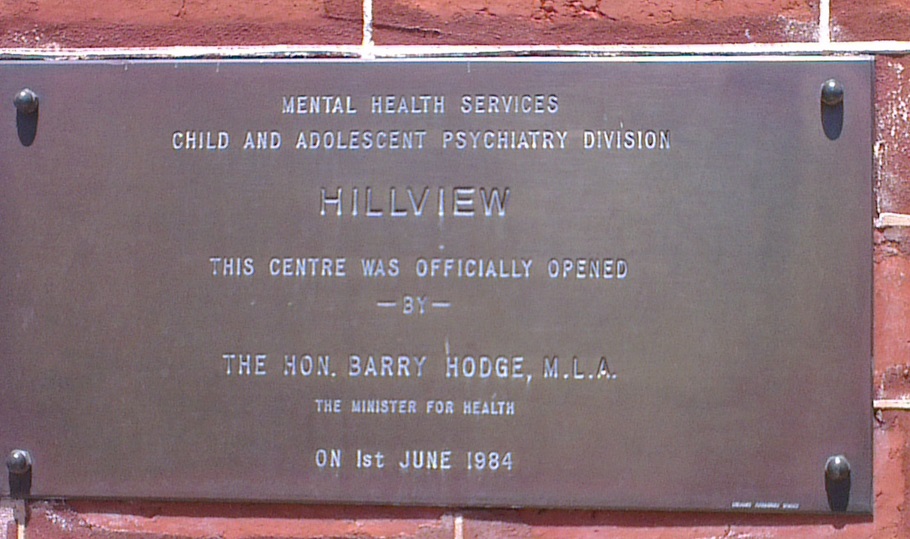 MENTAL HEALTH SERVICES
CHILD AND ADOLESCENT PSYCHIATRY DIVISION
HILLVIEW
THIS CENTRE WAS OFFICIALLY OPENED
— BY —
THE HON. BARRY HODGE, M.L.A.
THE MINISTER FOR HEALTH
ON 1st JUNE 1984